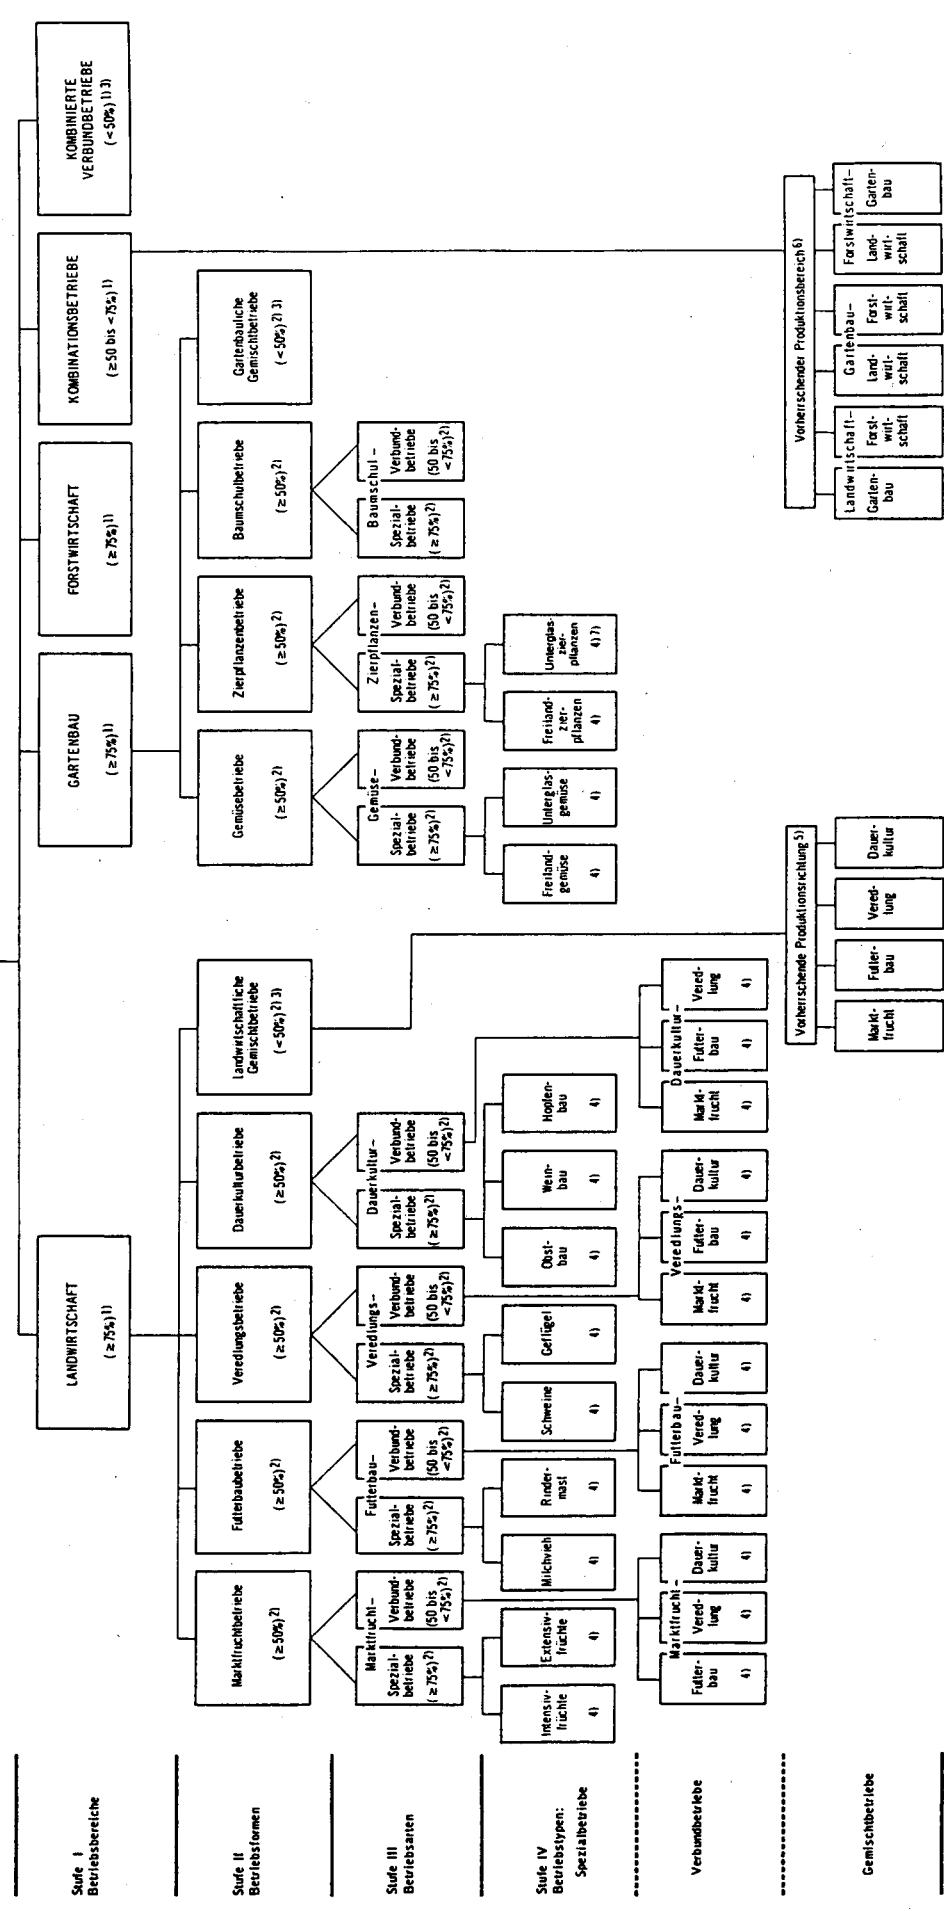 Stufe I
Betriebsbereiche
LANDWIRTSCHAFT
(≥75%)1)
GARTENBAU
(≥75%)1)
FORSTWIRTSCHAFT
(≥75%)1)
KOMBINATIONSBETRIEBE
(≥50 bis <75%)1)
KOMBINIERTE
VERBUNDBETRIEBE
(<50%)1)3)
Stufe II
Betriebsformen
Marktfruchtbetriebe
(≥50%)2)
Futterbaubetriebe
(≥50%)2)
Veredlungsbetriebe
(≥50%)2)
Dauerkulturbetriebe
(≥50%)2)
Landwirtschaftliche
Gemischtbetriebe
(<50%)2)3)
Gemüsebetriebe
(≥50%)2)
Zierpflanzenbetriebe
(≥50%)2)
Baumschulbetriebe
(≥50%)2)
Gartenbauliche
Gemischtbetriebe
(<50%)2)3)
Stufe III
Betriebsarten
Marktfrucht–
Spezial-
betriebe
(≥75%)2)
Verbund-
betriebe
(50 bis
<75%)2)
Futterbau–
Spezial-
betriebe
(≥75%)2)
Verbund-
betriebe
(50 bis
<75%)2)
Veredlungs–
Spezial-
betriebe
(≥75%)2)
Verbund-
betriebe
(50 bis
<75%)2)
Dauerkultur–
Spezial-
betriebe
(≥75%)2)
Verbund-
betriebe
(50 bis
<75%)2)
Gemüse–
Spezial-
betriebe
(≥75%)2)
Verbund-
betriebe
(50 bis
<75%)2)
Zierpflanzen–
Spezial-
betriebe
(≥75%)2)
Verbund-
betriebe
(50 bis
<75%)2)
Baumschul–
Spezial-
betriebe
(≥75%)2)
Verbund-
betriebe
(50 bis
<75%)2)
Stufe IV
Betriebstypen:
Spezialbetriebe
Intensiv-
früchte
4)
Extensiv-
früchte
4)
Milchvieh
4)
Rinder-
mast
4)
Schweine
4)
Geflügel
4)
Obst-
bau
4)
Wein-
bau
4)
Hopfen-
bau
4)
Freiland-
gemüse
4)
Unterglas-
gemüse
4)
Freiland-
zier-
pflanzen
4)
Unterglas-
zier-
pflanzen
4)7)
Verbundbetriebe
Marktfrucht–
Futter-
bau
4)
Vered-
lung
4)
Dauer-
kultur
4)
Futterbau–
Markt-
frucht
4)
Vered-
lung
4)
Dauer-
kultur
4)
Veredlungs–
Markt-
frucht
4)
Futter-
bau
4)
Dauer-
kultur
4)
Dauerkultur–
Markt-
frucht
4)
Futter-
bau
4)
Vered-
lung
4)
Gemischtbetriebe
Vorherrschende Produktionsrichtung5)
Markt-
frucht
Futter-
bau
Vered-
lung
Dauer-
kultur
Vorherrschender Produktionsbereich6)
Landwirtschaft–
Garten-
bau
Forst-
wirt-
schaft
Gartenbau–
Land-
wirt-
schaft
Forst-
wirt-
schaft
Forstwirtschaft–
Land-
wirt-
schaft
Garten-
bau